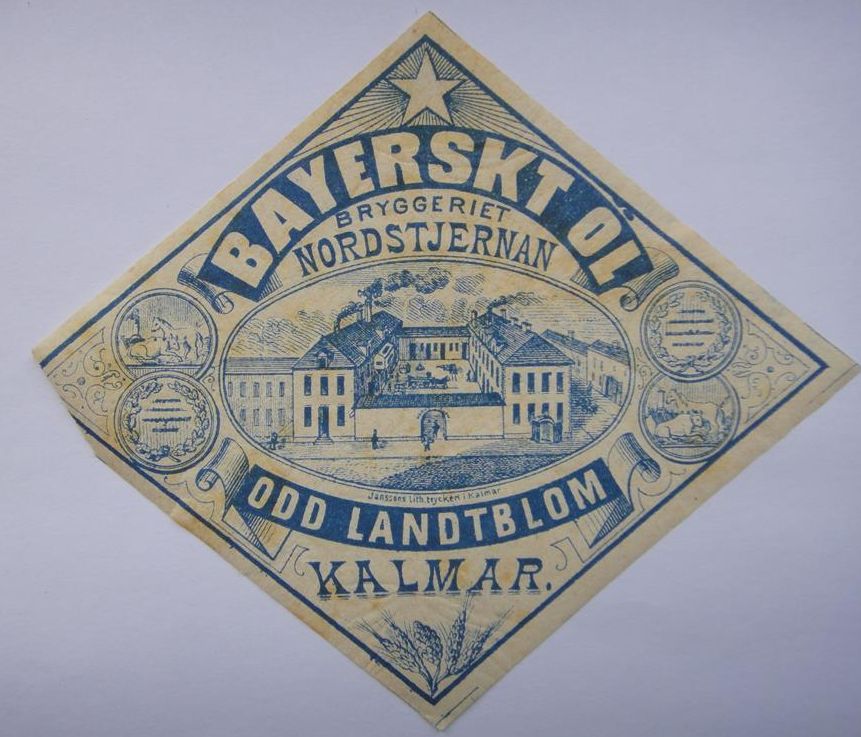 BAYERSKT ÖL
BRYGGERIET
NORDSTJERNAN
Janssons Lith. tryckeri i Kalmar
ODD LANDTBLOM
KALMAR.